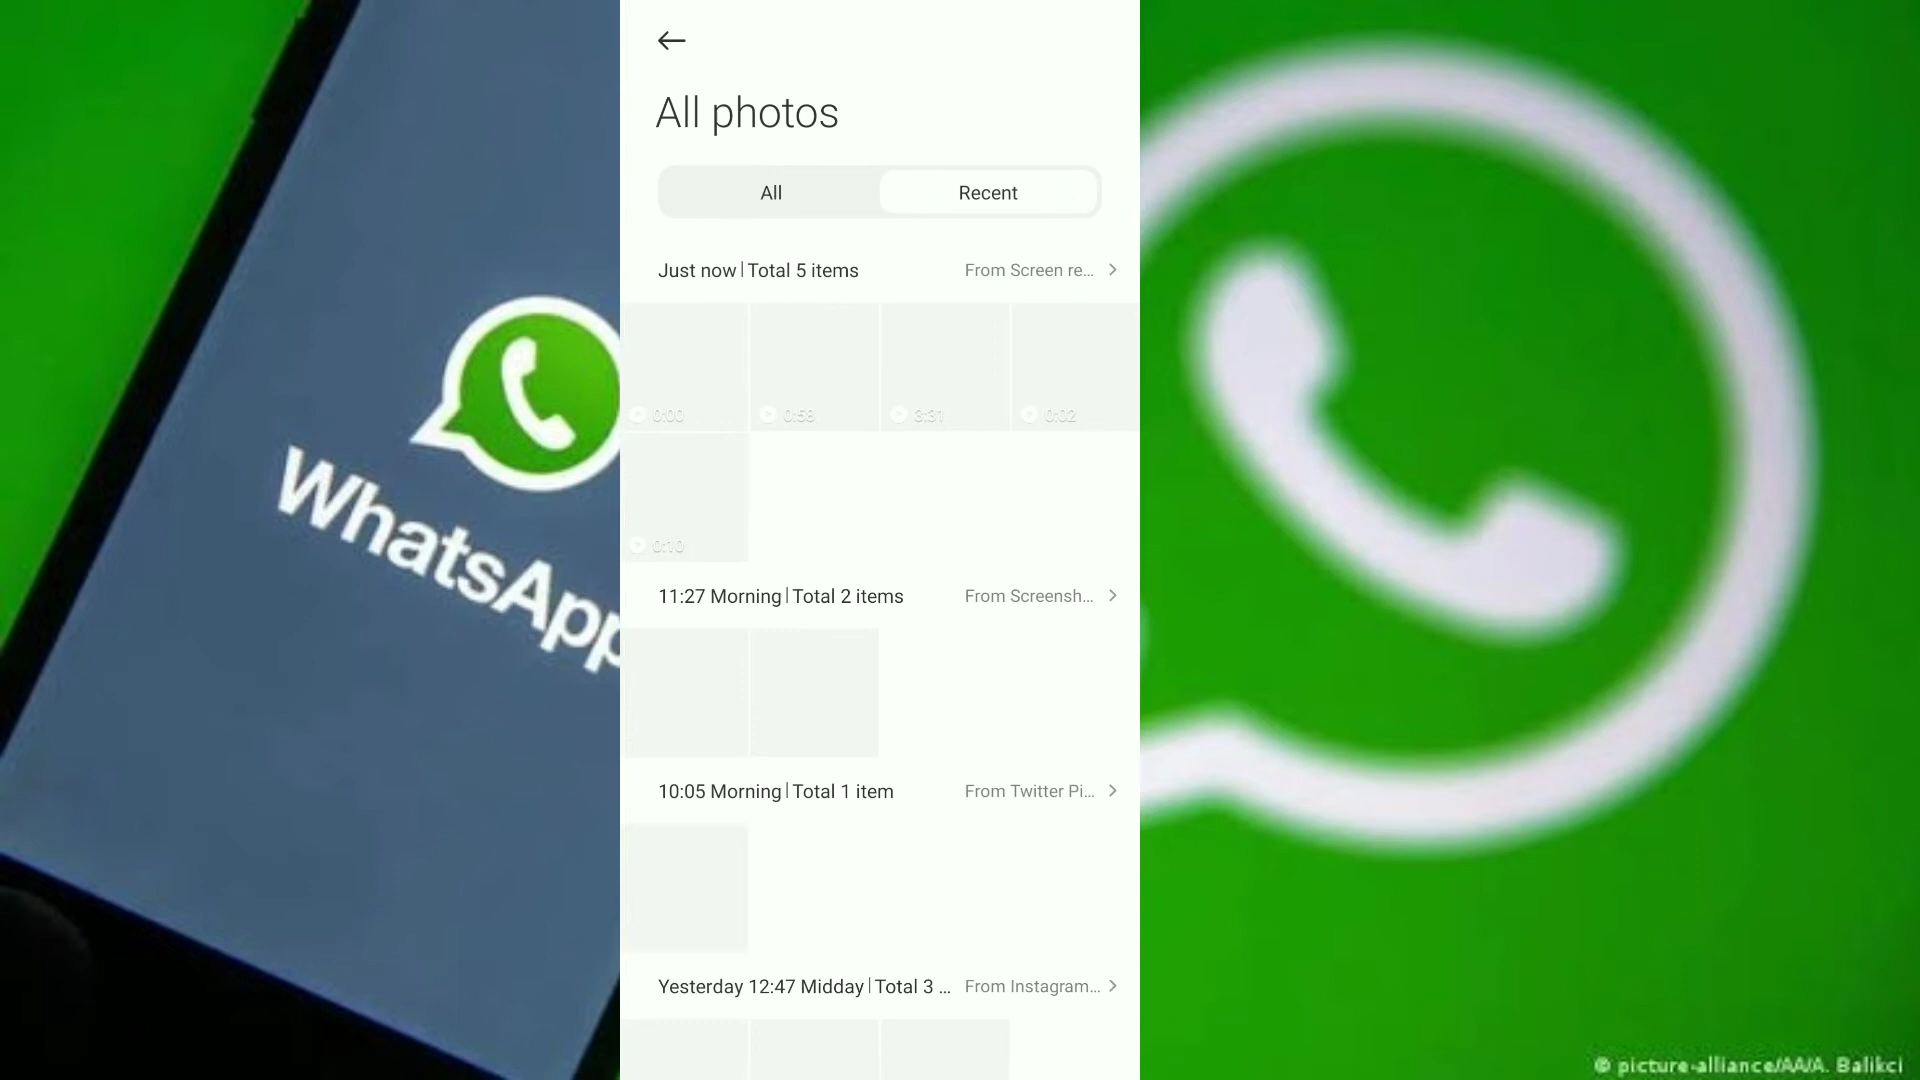 WhatsApp
All photos
All
Recent
Just now | Total 5 items
From Screen re...
0:00
0:58
3:31
0:02
0:10
11:27 Morning | Total 2 items
From Screensh...
10:05 Morning | Total 1 item
From Twitter Pi...
Yesterday 12:47 Midday | Total 3 ...
From Instagram...
© picture-alliance/AA/A. Balikci